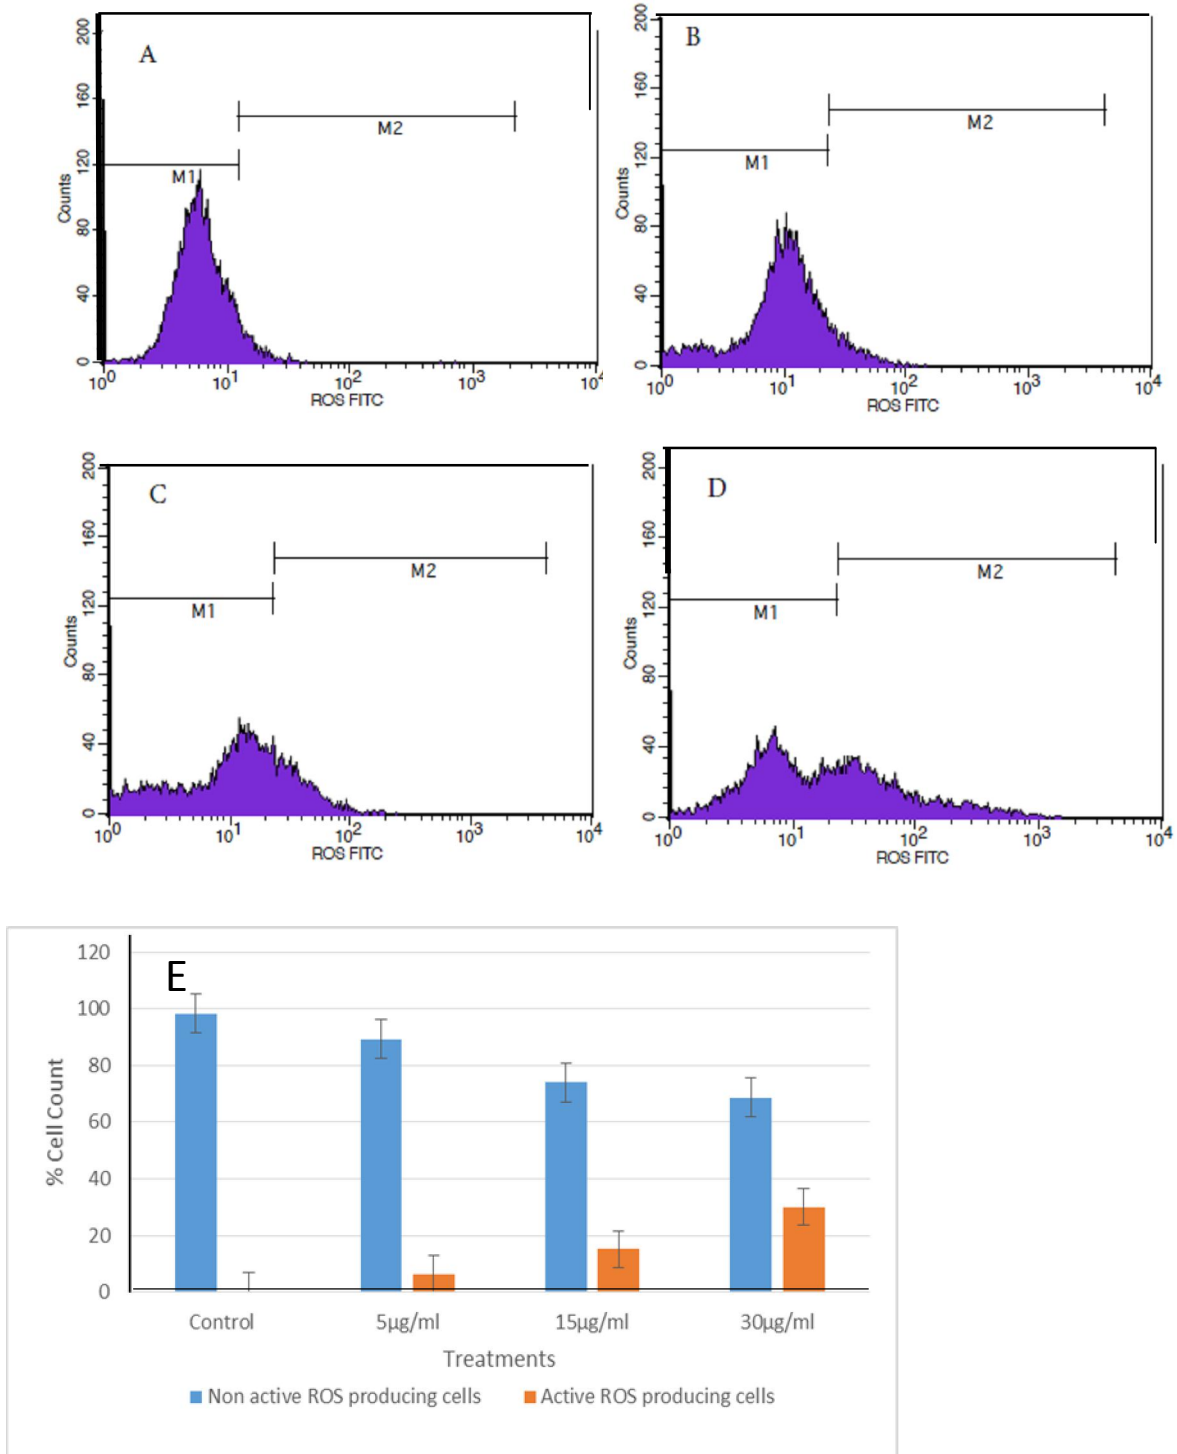 A
200
160
120
80
40
0
Counts
M1
M2
10^0 10^1 10^2 10^3 10^4
ROS FITC
B
200
160
120
80
40
0
Counts
M1
M2
10^0 10^1 10^2 10^3 10^4
ROS FITC
C
200
160
120
80
40
0
Counts
M1
M2
10^0 10^1 10^2 10^3 10^4
ROS FITC
D
200
160
120
80
40
0
Counts
M1
M2
10^0 10^1 10^2 10^3 10^4
ROS FITC
E
120
100
80
60
40
20
0
% Cell Count
Control 5μg/ml 15μg/ml 30μg/ml
Treatments
Non active ROS producing cells Active ROS producing cells